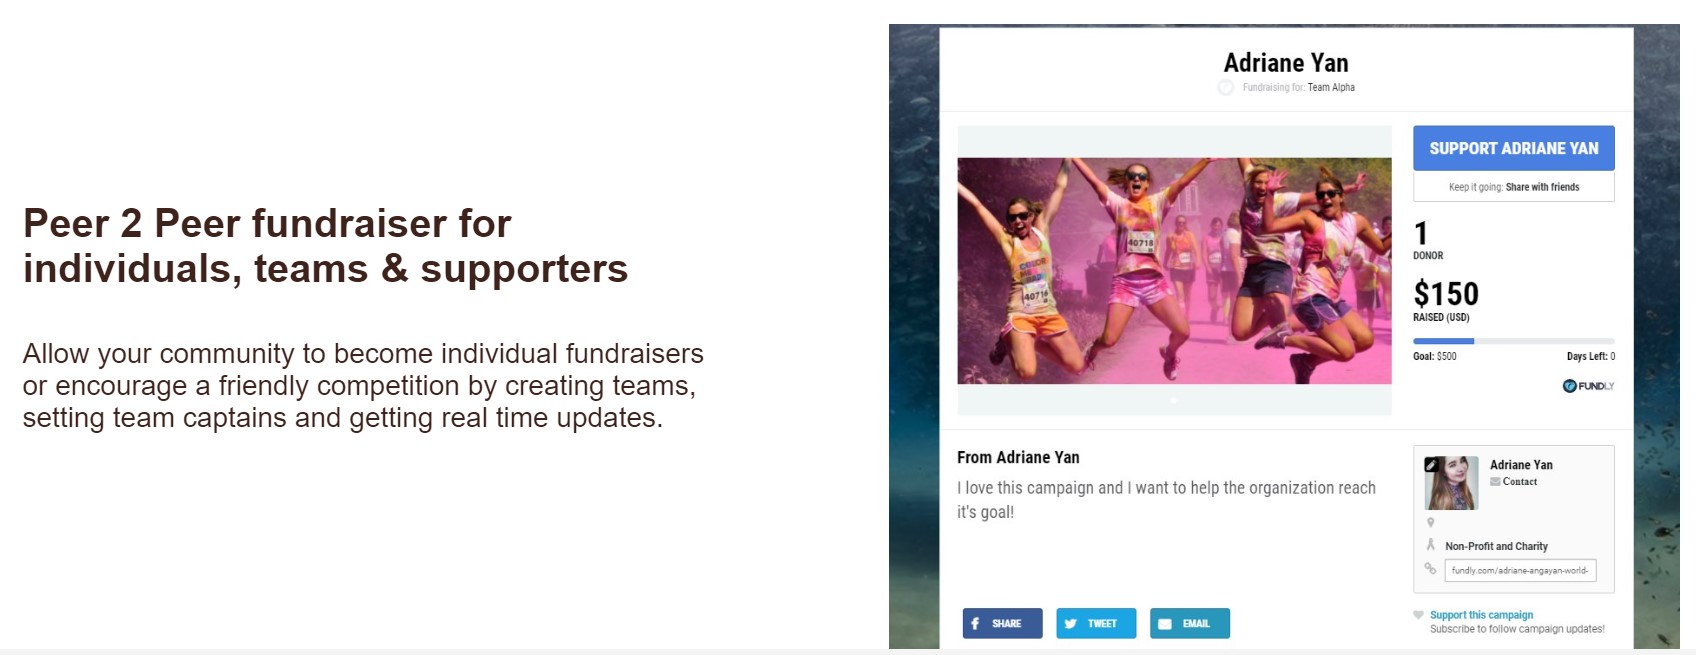 Peer 2 Peer fundraiser for
individuals, teams & supporters
Allow your community to become individual fundraisers
or encourage a friendly competition by creating teams,
setting team captains and getting real time updates.
Adriane Yan
Fundraising for: Team Alpha
40718
40716
SUPPORT ADRIANE YAN
Keep it going: Share with friends
1
DONOR
$150
RAISED (USD)
Goal: $500 Days Left: 0
FUNDLY
From Adriane Yan
I love this campaign and I want to help the organization reach
it's goal!
SHARE TWEET EMAIL
Adriane Yan
Contact
Non-Profit and Charity
fundly.com/adriane-angayan-world-
Support this campaign
Subscribe to follow campaign updates!